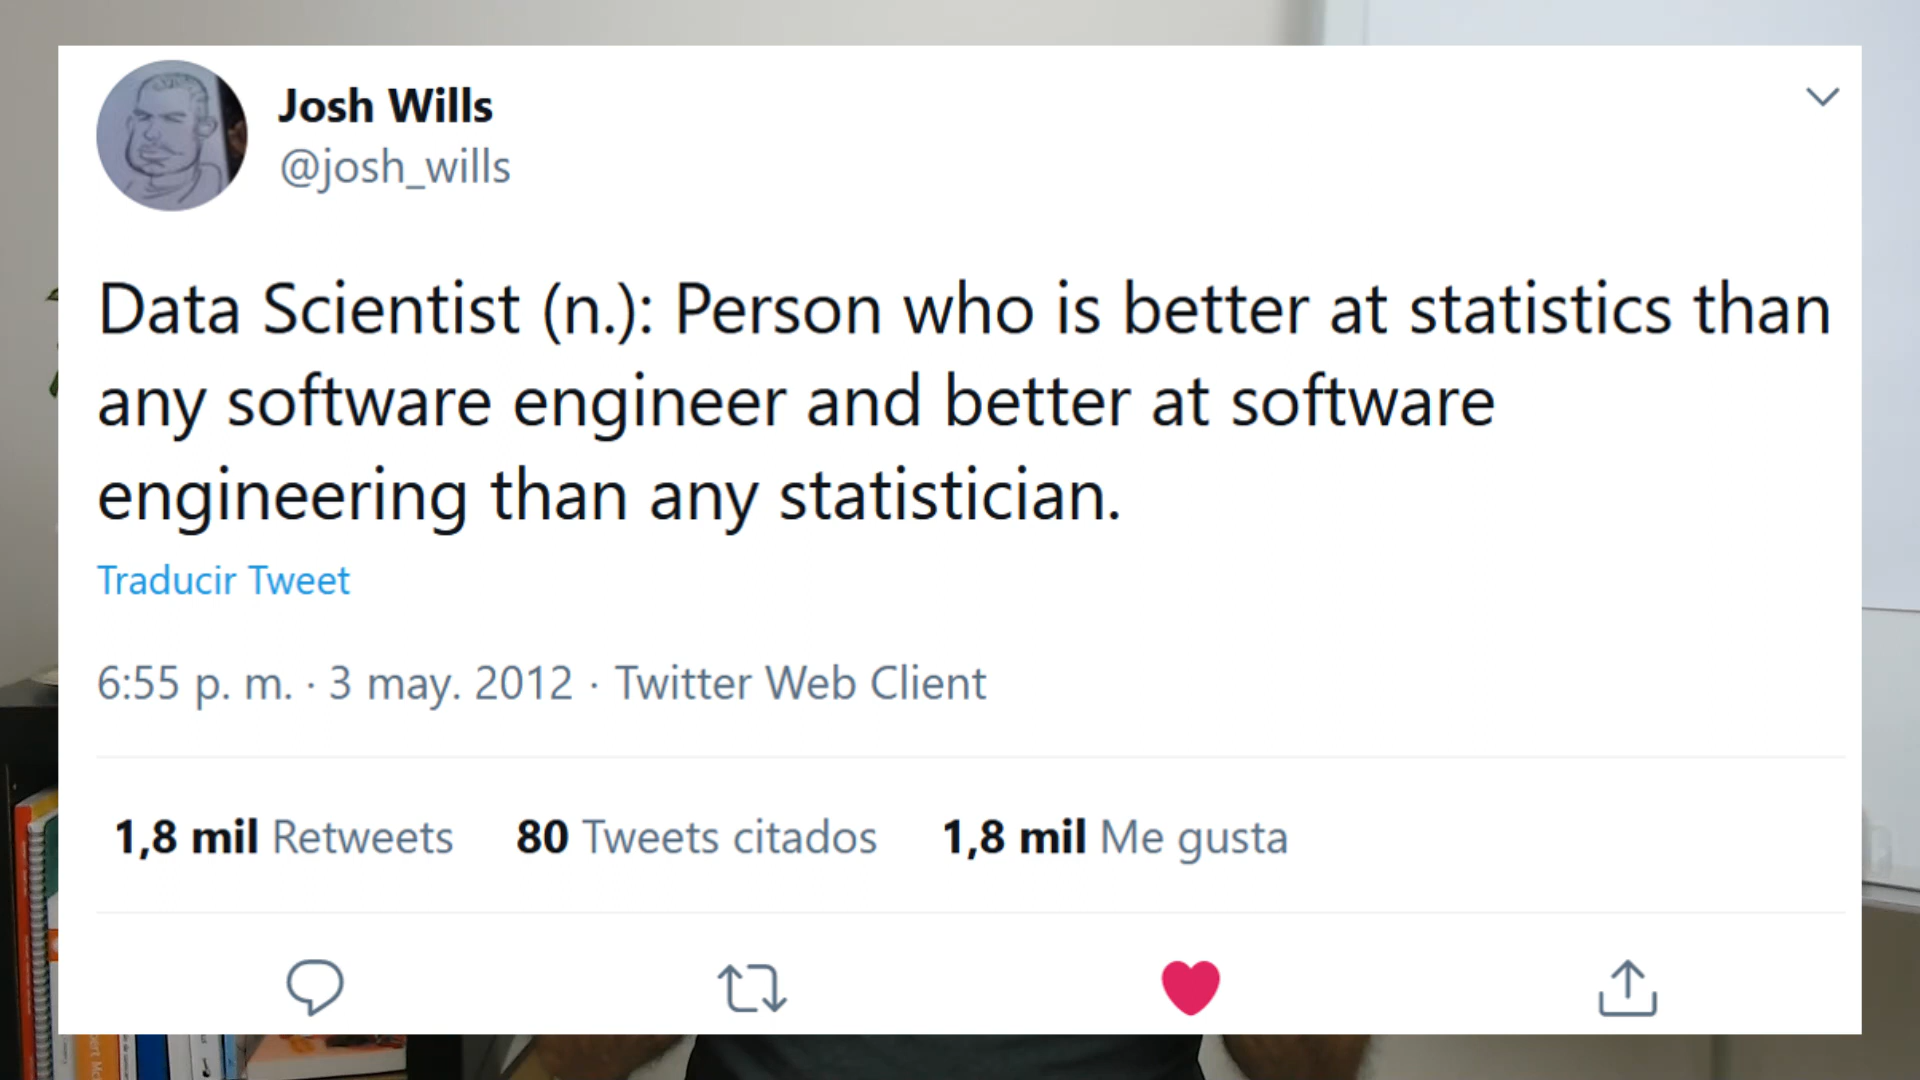 Josh Wills
@josh_wills
Data Scientist (n.): Person who is better at statistics than
any software engineer and better at software
engineering than any statistician.
Traducir Tweet
6:55 p. m. · 3 may. 2012 · Twitter Web Client
1,8 mil Retweets 80 Tweets citados 1,8 mil Me gusta